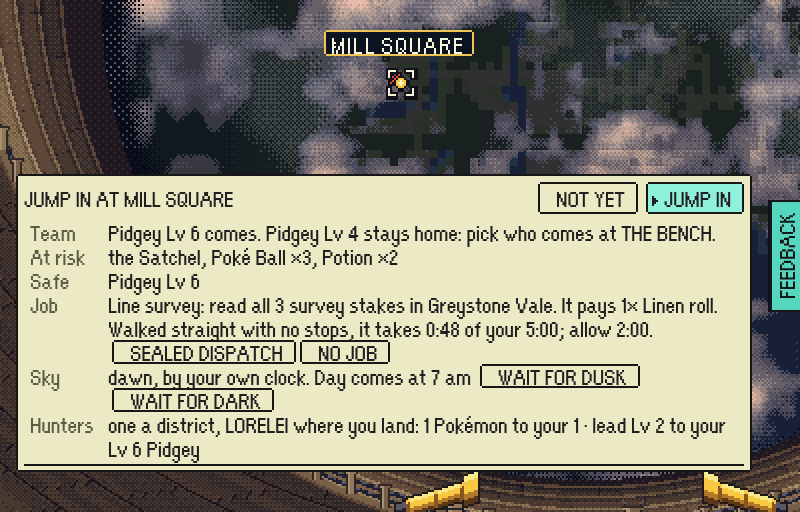 MILL SQUARE
JUMP IN AT MILL SQUARE
NOT YET
JUMP IN
Team Pidgey Lv 6 comes. Pidgey Lv 4 stays home: pick who comes at THE BENCH.
At risk the Satchel, Poké Ball ×3, Potion ×2
Safe Pidgey Lv 6
Job Line survey: read all 3 survey stakes in Greystone Vale. It pays 1× Linen roll.
Walked straight with no stops, it takes 0:48 of your 5:00; allow 2:00.
SEALED DISPATCH NO JOB
Sky dawn, by your own clock. Day comes at 7 am WAIT FOR DUSK
WAIT FOR DARK
Hunters one a district, LORELEI where you land: 1 Pokémon to your 1 · lead Lv 2 to your
Lv 6 Pidgey
FEEDBACK